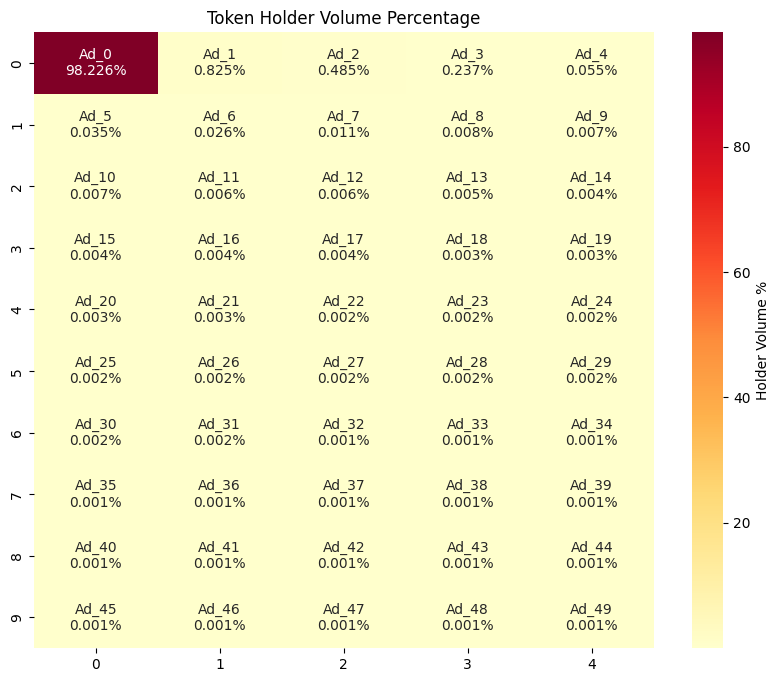 Token Holder Volume Percentage
0
Ad_0
98.226%
Ad_1
0.825%
Ad_2
0.485%
Ad_3
0.237%
Ad_4
0.055%
1
Ad_5
0.035%
Ad_6
0.026%
Ad_7
0.011%
Ad_8
0.008%
Ad_9
0.007%
2
Ad_10
0.007%
Ad_11
0.006%
Ad_12
0.006%
Ad_13
0.005%
Ad_14
0.004%
3
Ad_15
0.004%
Ad_16
0.004%
Ad_17
0.004%
Ad_18
0.003%
Ad_19
0.003%
4
Ad_20
0.003%
Ad_21
0.003%
Ad_22
0.002%
Ad_23
0.002%
Ad_24
0.002%
5
Ad_25
0.002%
Ad_26
0.002%
Ad_27
0.002%
Ad_28
0.002%
Ad_29
0.002%
6
Ad_30
0.002%
Ad_31
0.002%
Ad_32
0.001%
Ad_33
0.001%
Ad_34
0.001%
7
Ad_35
0.001%
Ad_36
0.001%
Ad_37
0.001%
Ad_38
0.001%
Ad_39
0.001%
8
Ad_40
0.001%
Ad_41
0.001%
Ad_42
0.001%
Ad_43
0.001%
Ad_44
0.001%
9
Ad_45
0.001%
Ad_46
0.001%
Ad_47
0.001%
Ad_48
0.001%
Ad_49
0.001%
0
1
2
3
4
80
60
40
20
Holder Volume %